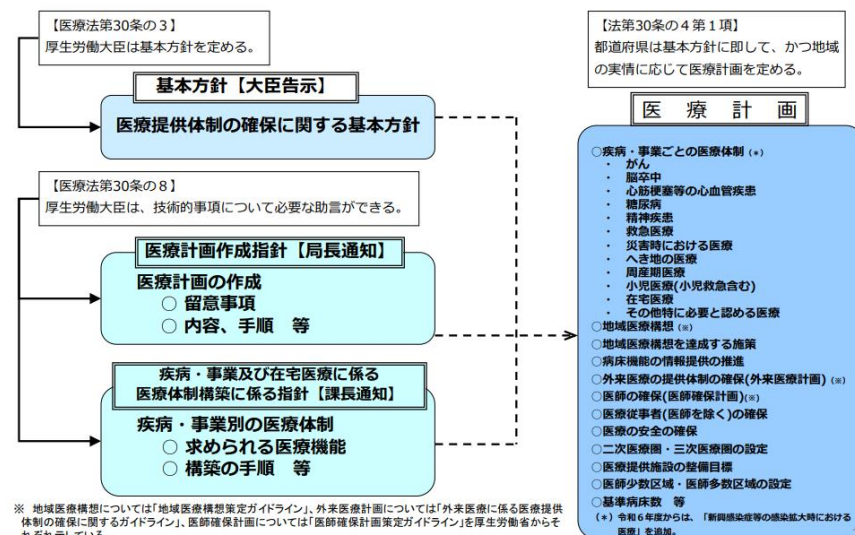 【医療法第30条の３】
厚生労働大臣は基本方針を定める。
基本方針【大臣告示】
医療提供体制の確保に関する基本方針
【医療法第30条の８】
厚生労働大臣は、技術的事項について必要な助言ができる。
医療計画作成指針【局長通知】
医療計画の作成
○ 留意事項
○ 内容、手順　等
疾病・事業及び在宅医療に係る
医療体制構築に係る指針【課長通知】
疾病・事業別の医療体制
○ 求められる医療機能
○ 構築の手順　等
【法第30条の４第１項】
都道府県は基本方針に即して、かつ地域
の実情に応じて医療計画を定める。
医　療　計　画
○疾病・事業ごとの医療体制（*）
・　がん
・　脳卒中
・　心筋梗塞等の心血管疾患
・　糖尿病
・　精神疾患
・　救急医療
・　災害時における医療
・　へき地の医療
・　周産期医療
・　小児医療(小児救急含む)
・　在宅医療
・　その他特に必要と認める医療
○地域医療構想（※）
○地域医療構想を達成する施策
○病床機能の情報提供の推進
○外来医療の提供体制の確保(外来医療計画)（※）
○医師の確保(医師確保計画)(※)
○医療従事者(医師を除く)の確保
○医療の安全の確保
○二次医療圏・三次医療圏の設定
○医療提供施設の整備目標
○医師少数区域・医師多数区域の設定
○基準病床数　等
（*）令和６年度からは、「新興感染症等の感染拡大時における
医療」を追加。
※　地域医療構想については「地域医療構想策定ガイドライン」、外来医療計画については「外来医療に係る医療提供
体制の確保に関するガイドライン」、医師確保計画については「医師確保計画策定ガイドライン」を厚生労働省からそ
れぞれ示している。